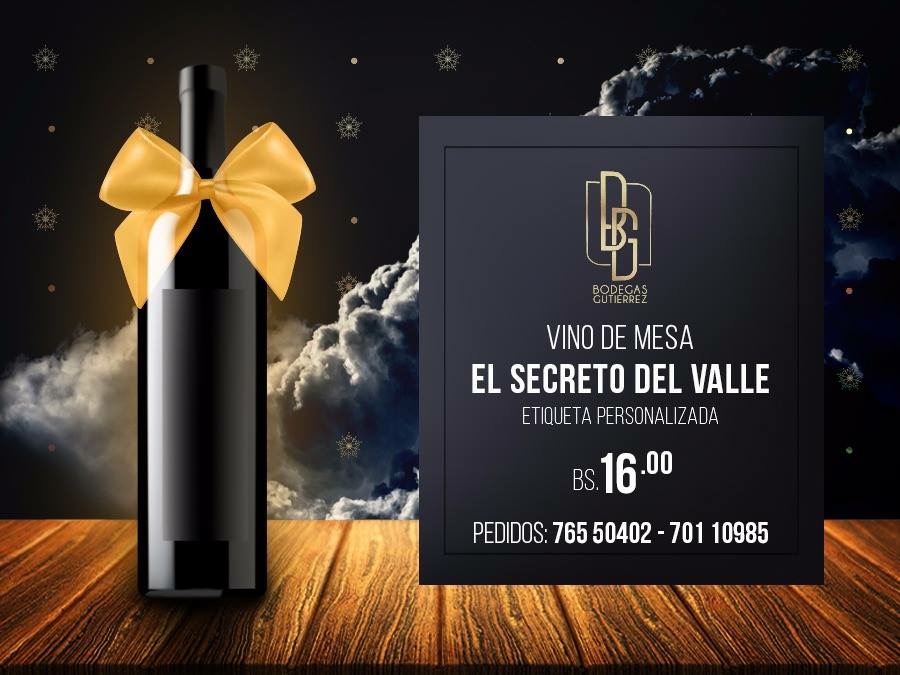 BG
BODEGAS
GUTIERREZ
VINO DE MESA
EL SECRETO DEL VALLE
ETIQUETA PERSONALIZADA
BS. 16.00
PEDIDOS: 765 50402 - 701 10985